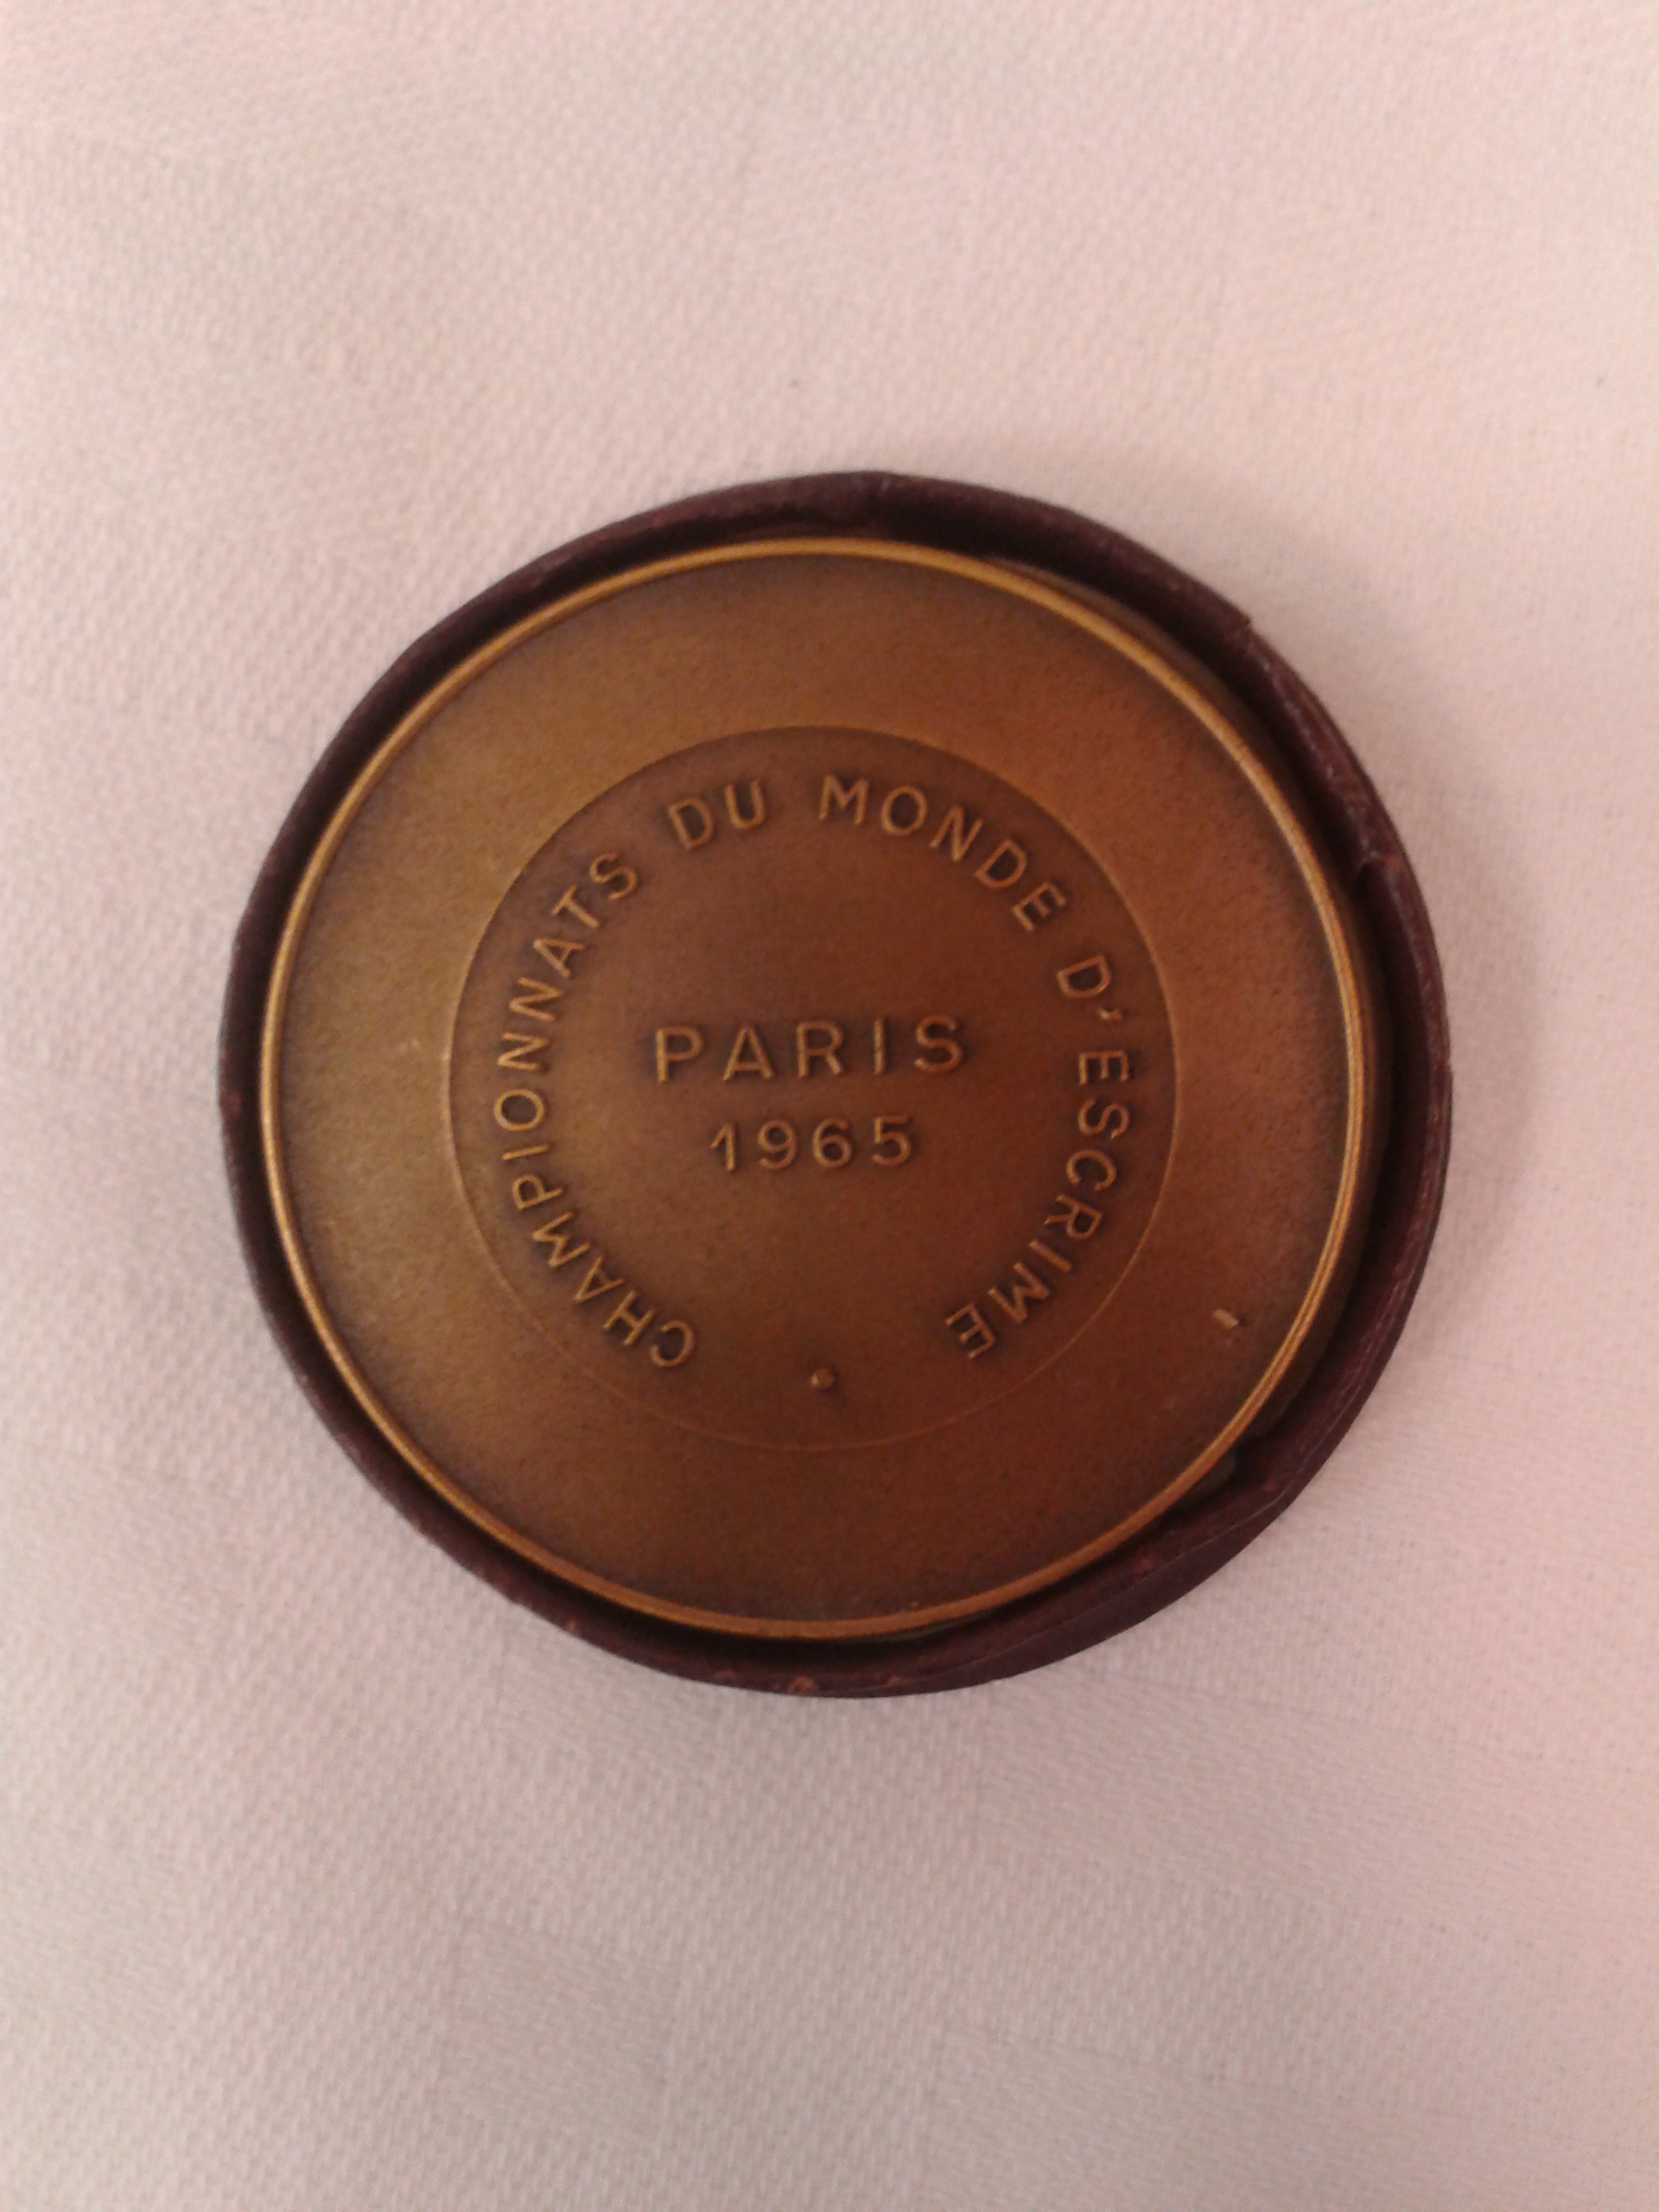 CHAMPIONNATS DU MONDE D'ESCRIME
PARIS
1965